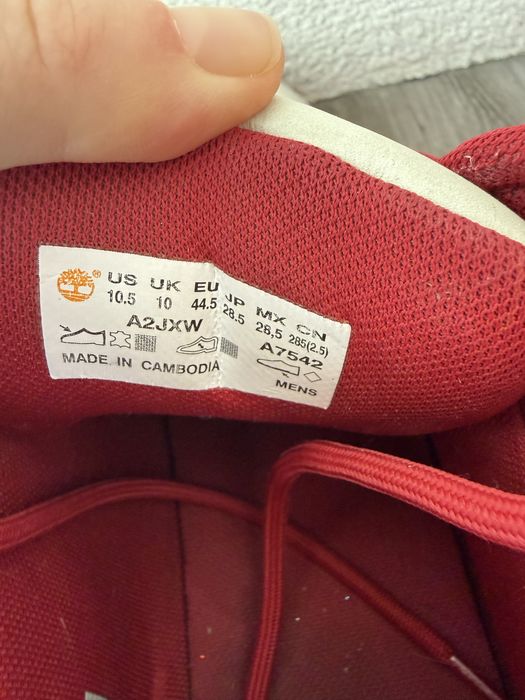 ® US UK EU JP MX CN
10.5 10 44.5 28.5 28,5 285(2.5)
A2JXW A7542
MADE IN CAMBODIA MENS